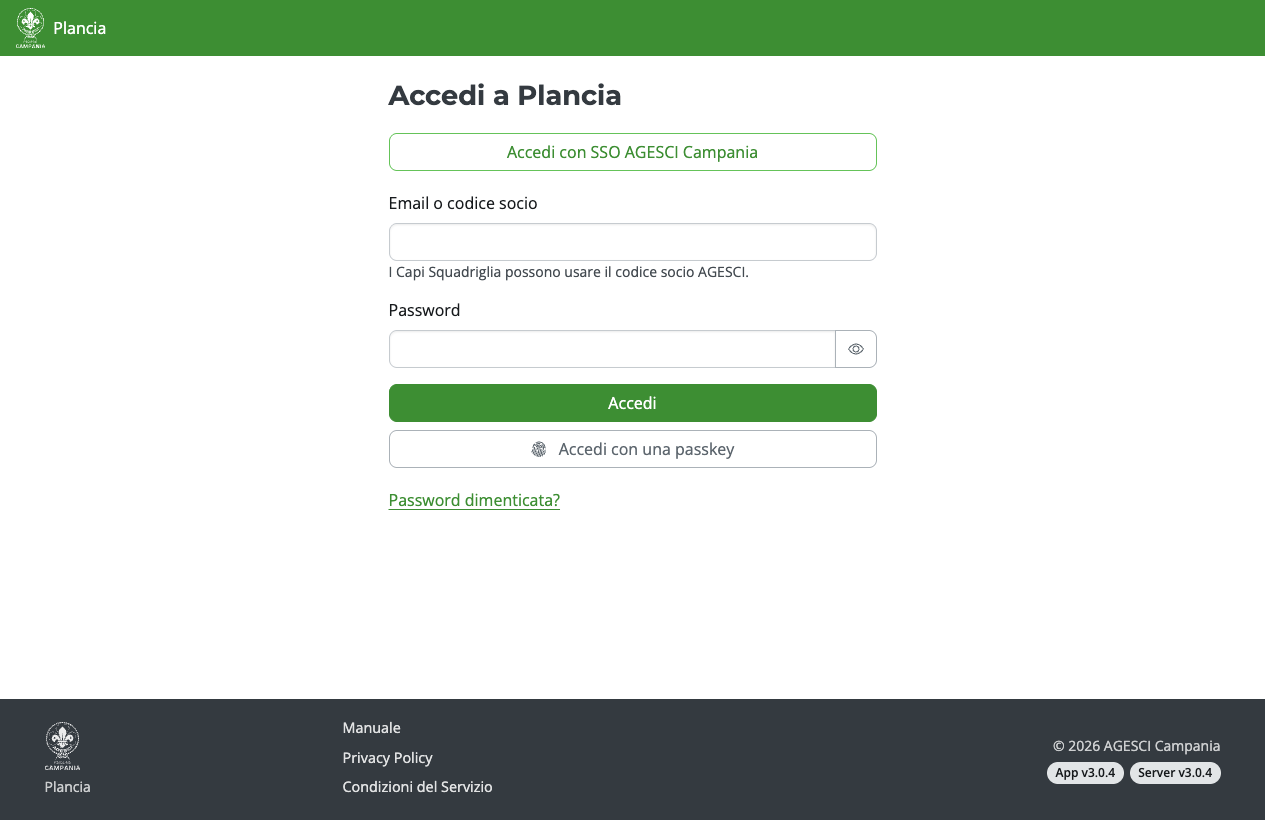 CAMPANIA
Plancia
Accedi a Plancia
Accedi con SSO AGESCI Campania
Email o codice socio
I Capi Squadriglia possono usare il codice socio AGESCI.
Password
Accedi
Accedi con una passkey
Password dimenticata?
CAMPANIA
Plancia
Manuale
Privacy Policy
Condizioni del Servizio
© 2026 AGESCI Campania
App v3.0.4
Server v3.0.4